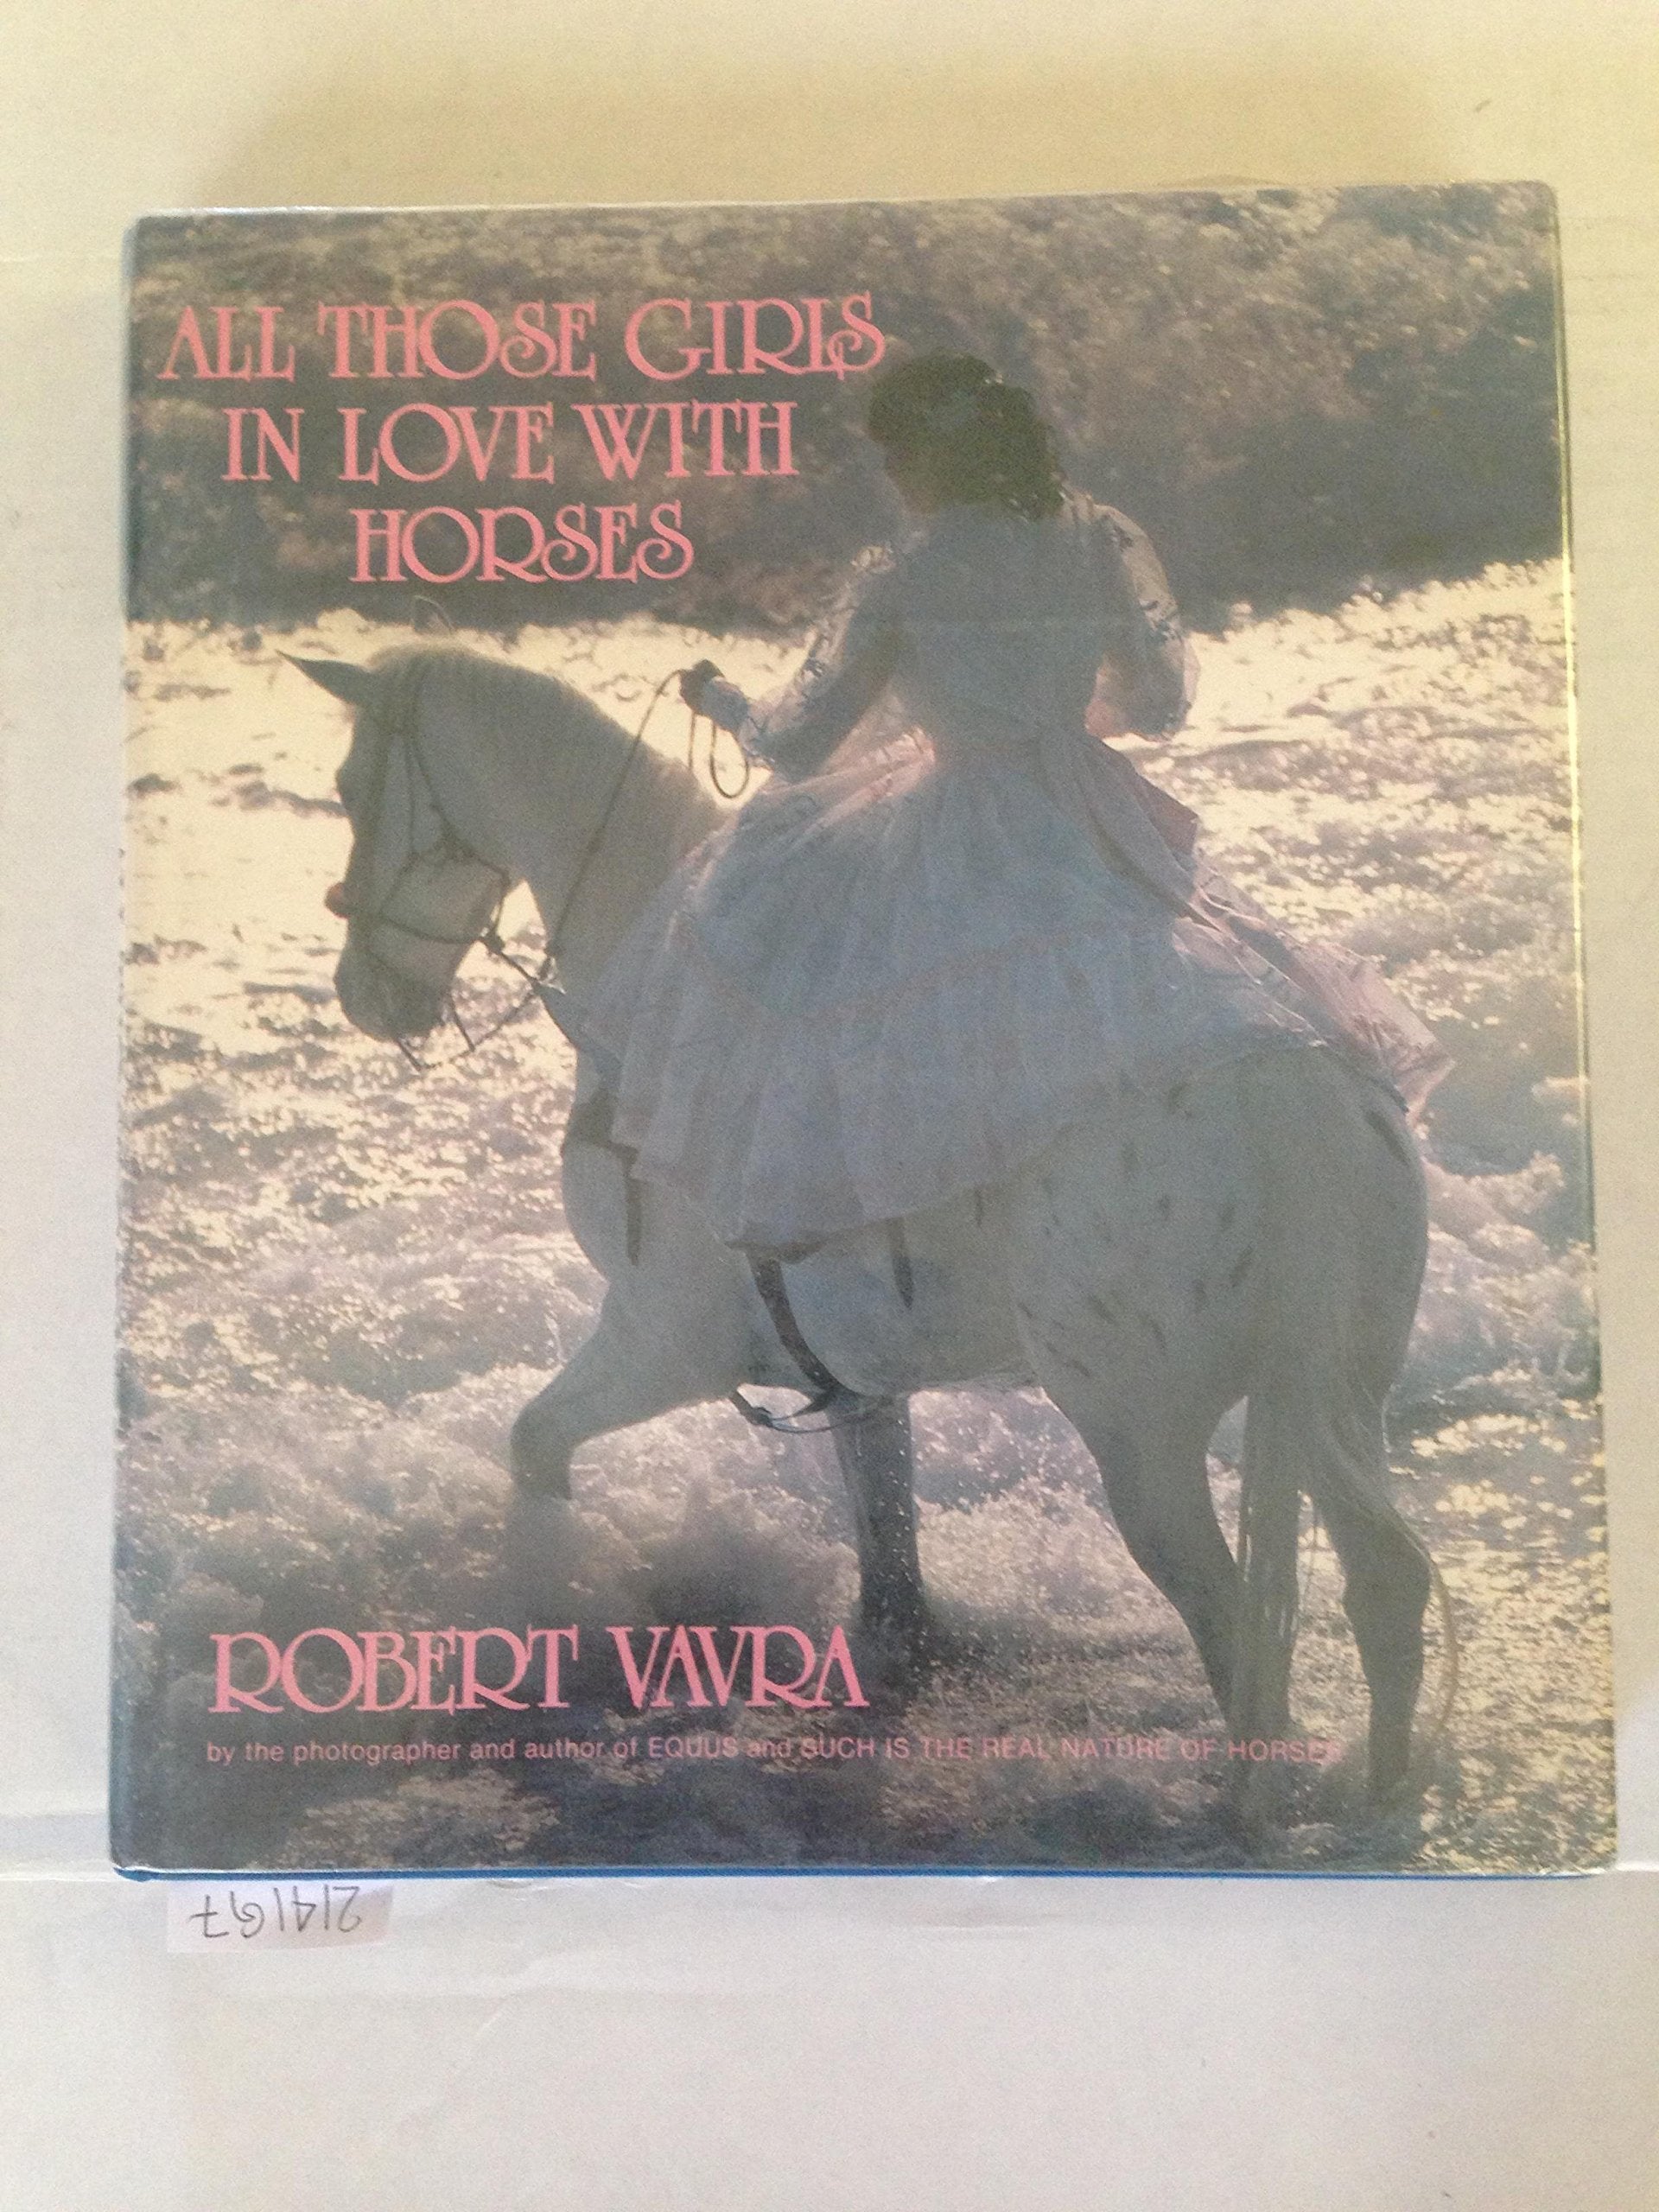 ALL THOSE GIRLS
IN LOVE WITH
HORSES
ROBERT VAVRA
by the photographer and author of EQUUS and SUCH IS THE REAL NATURE OF HORSES